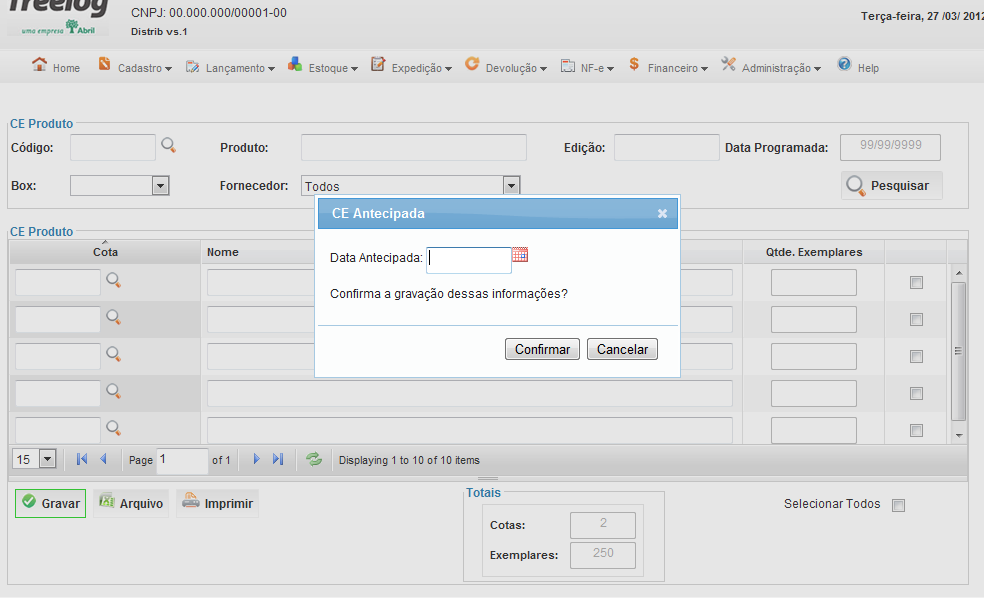 Treelog
uma empresa Abril
CNPJ: 00.000.000/00001-00
Distrib vs.1
Terça-feira, 27 /03/ 2012
Home Cadastro Lançamento Estoque Expedição Devolução NF-e Financeiro Administração Help
CE Produto
Código: Produto: Edição: Data Programada: 99/99/9999
Box: Fornecedor: Todos Pesquisar
CE Antecipada
Data Antecipada:
Confirma a gravação dessas informações?
Confirmar Cancelar
CE Produto
Cota Nome Qtde. Exemplares
15 Page 1 of 1 Displaying 1 to 10 of 10 items
Gravar Arquivo Imprimir
Totais
Cotas: 2
Exemplares: 250
Selecionar Todos